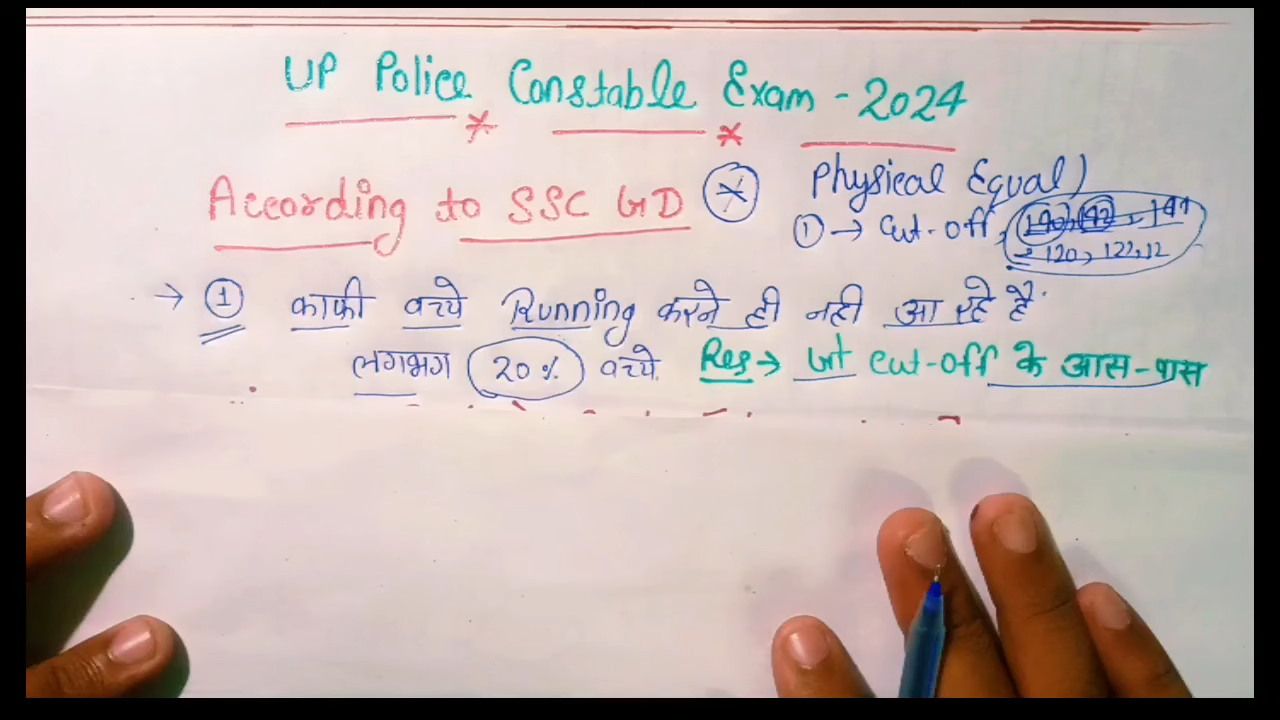 UP Police Constable Exam - 2024
According to SSC GD
Physical Equal)
① → Cut-off,
= 120, 122, 12
→ ① काफी बच्चे Running करने ही नही आ रहे है.
लगभग 20% बच्चे. Res → Wt Cut-off के आस-पास